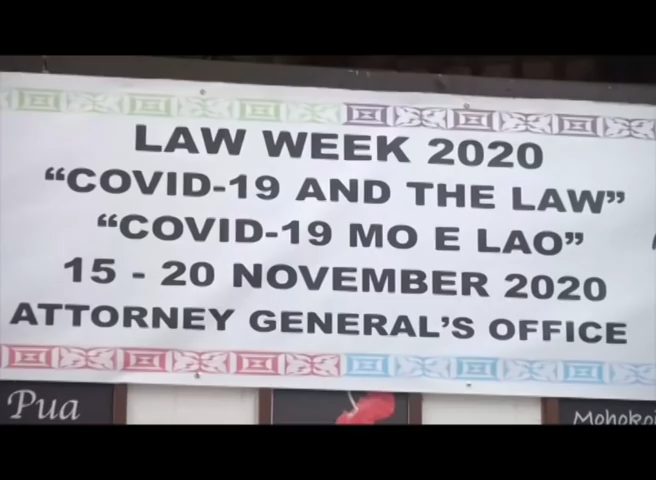 LAW WEEK 2020
“COVID-19 AND THE LAW”
“COVID-19 MO E LAO”
15 - 20 NOVEMBER 2020
ATTORNEY GENERAL’S OFFICE
Pua